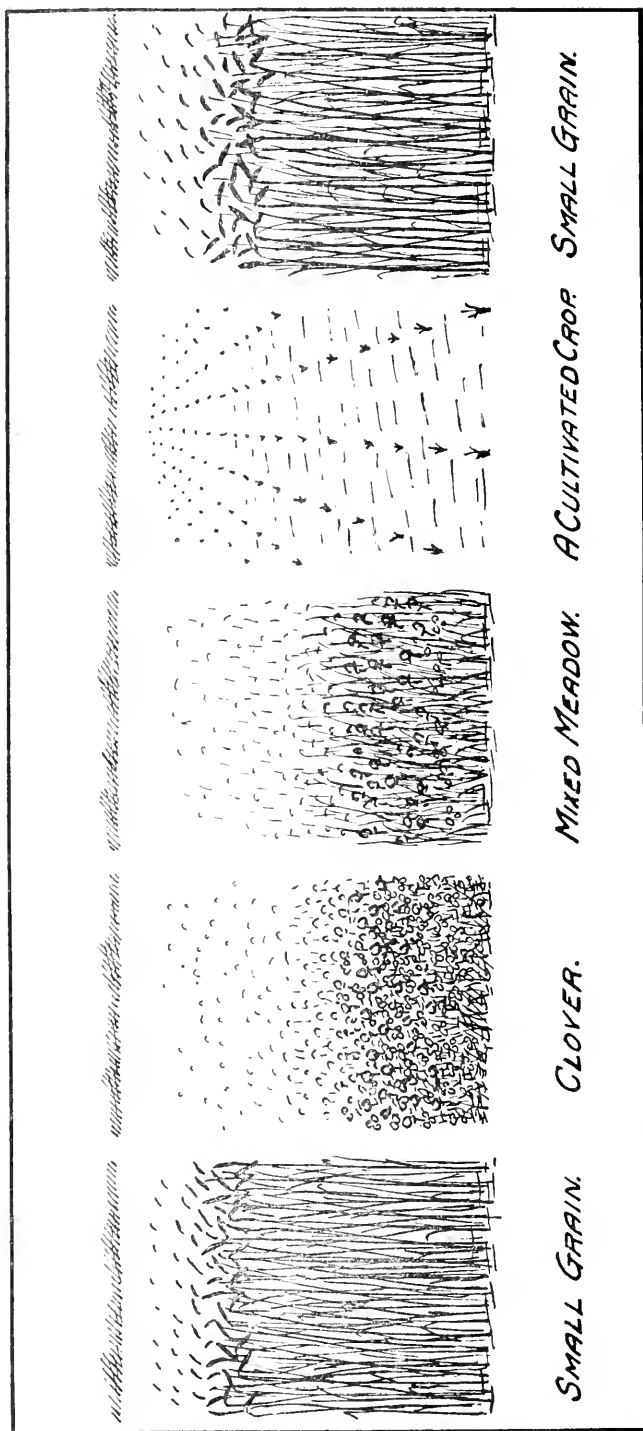 SMALL GRAIN.
CLOVER.
MIXED MEADOW.
A CULTIVATED CROP.
SMALL GRAIN.